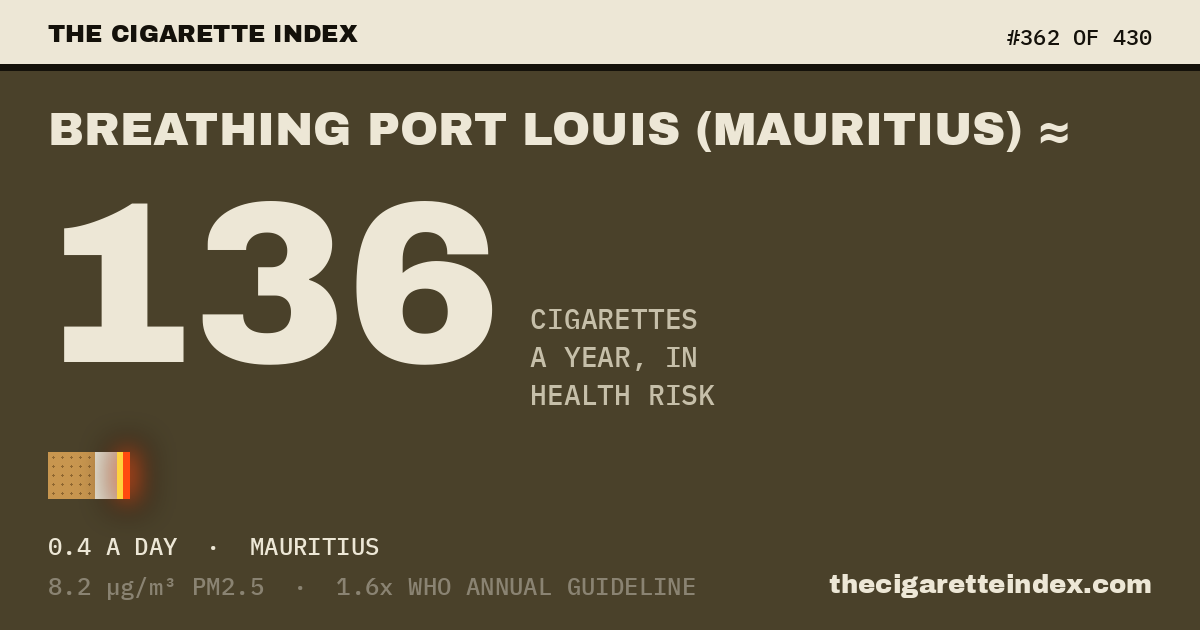 THE CIGARETTE INDEX
#362 OF 430
BREATHING PORT LOUIS (MAURITIUS) ≈
136
CIGARETTES
A YEAR, IN
HEALTH RISK
0.4 A DAY · MAURITIUS
8.2 µg/m³ PM2.5 · 1.6x WHO ANNUAL GUIDELINE
thecigaretteindex.com